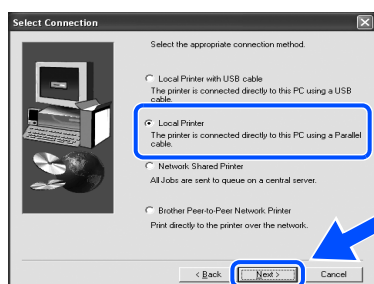 Select Connection
Select the appropriate connection method.
Local Printer with USB cable
The printer is connected directly to this PC using a USB
cable.
Local Printer
The printer is connected directly to this PC using a Parallel
cable.
Network Shared Printer
All Jobs are sent to queue on a central server.
Brother Peer-to-Peer Network Printer
Print directly to the printer over the network.
< Back
Next >
Cancel